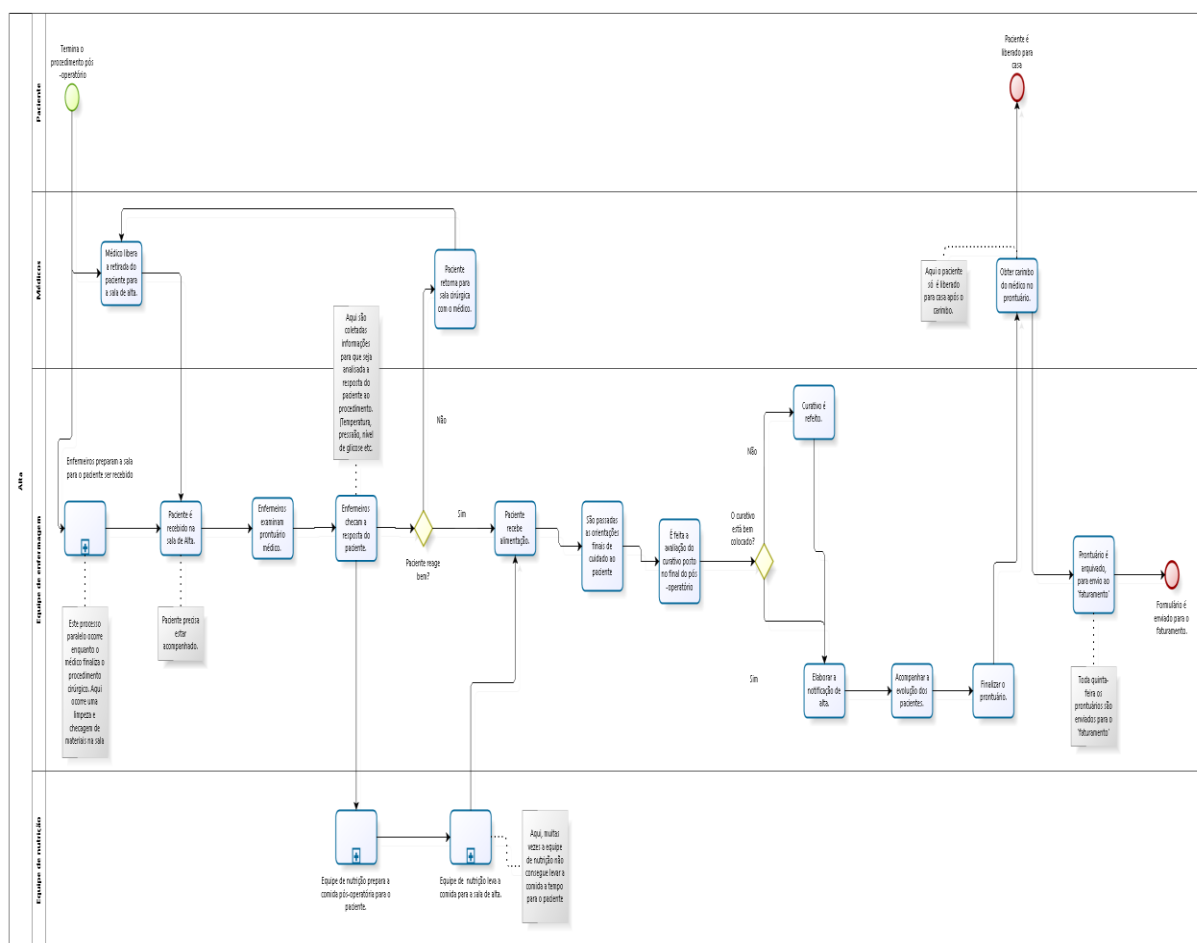 Alta
Paciente
Termina o
procedimento pós
-operatório
Paciente é
liberado para
casa
Médicos
Médico libera
a retirada do
paciente para
a sala de alta.
Paciente
retorna para
sala cirúrgica
com o médico.
Aqui o paciente
só é liberado
para casa após o
carimbo.
Obter carimbo
do médico no
prontuário.
Equipe de enfermagem
Enfermeiros preparam a sala
para o paciente ser recebido
Este processo
paralelo ocorre
enquanto o
médico finaliza o
procedimento
cirúrgico. Aqui
ocorre uma
limpeza e
checagem de
materiais na sala
Paciente é
recebido na
sala de Alta.
Paciente precisa
estar
acompanhado.
Enfermeiros
examinam
prontuário
médico.
Aqui são
coletadas
informações
para que seja
analisada a
resposta do
paciente ao
procedimento.
(Temperatura,
pressão, nível
de glicose etc.
Enfermeiros
checam a
resposta do
paciente.
Paciente reage
bem?
Não
Sim
Paciente
recebe
alimentação.
São passadas
as orientações
finais de
cuidado ao
paciente
É feita a
avaliação do
curativo posto
no final do pós
-operatório
O curativo
está bem
colocado?
Não
Sim
Curativo é
refeito.
Elaborar a
notificação de
alta.
Acompanhar a
evolução dos
pacientes.
Finalizar o
prontuário.
Prontuário é
arquivado,
para envio ao
'faturamento'
Toda quinta-
feira os
prontuários são
enviados para o
'faturamento'
Formulário é
enviado para o
faturamento.
Equipe de nutrição
Equipe de nutrição prepara a
comida pós-operatória para o
paciente.
Equipe de nutrição leva a
comida para a sala de alta.
Aqui, muitas
vezes a equipe
de nutrição não
consegue levar a
comida a tempo
para o paciente